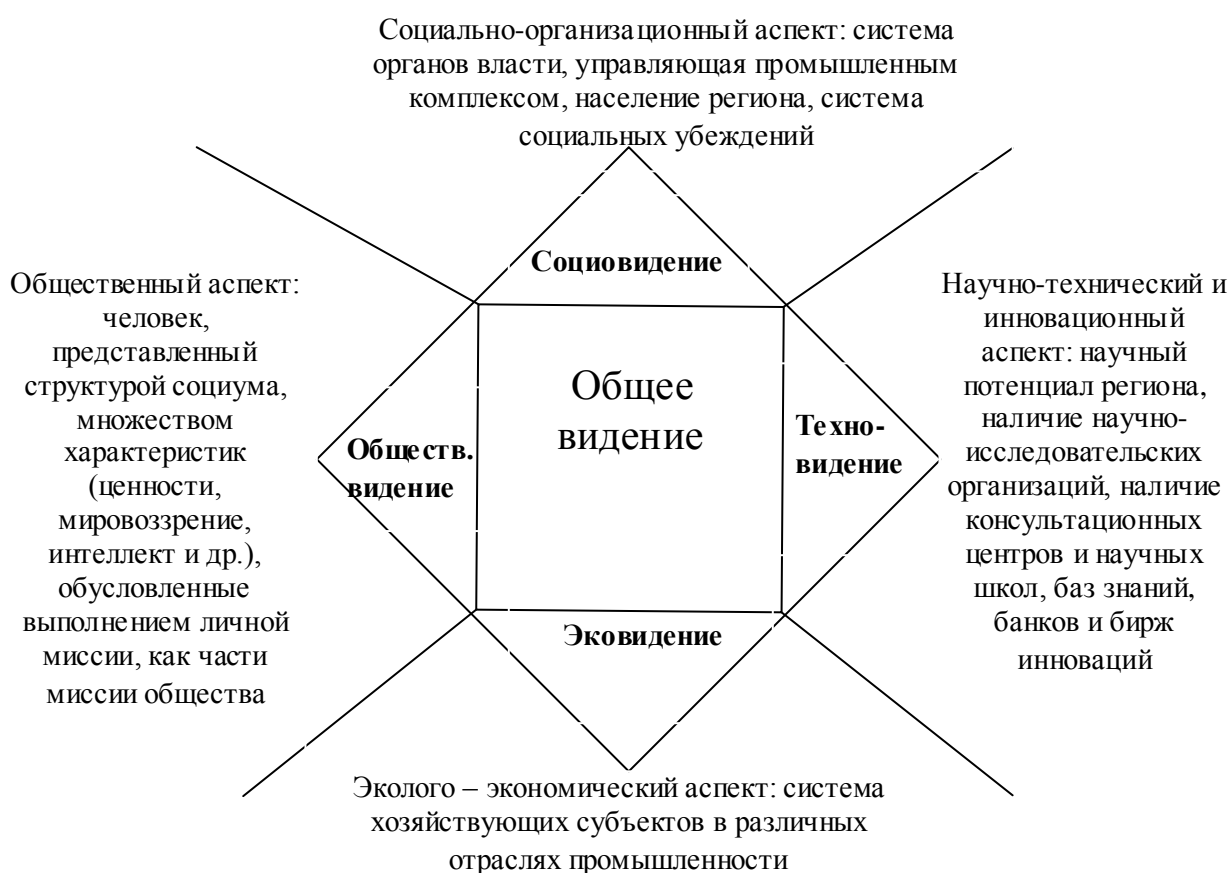 Социально-организационный аспект: система
органов власти, управляющая промышленным
комплексом, население региона, система
социальных убеждений
Социовидение
Общественный аспект:
человек,
представленный
структурой социума,
множеством
характеристик
(ценности,
мировоззрение,
интеллект и др.),
обусловленные
выполнением личной
миссии, как части
миссии общества
Обществ.
видение
Общее
видение
Техно-
видение
Научно-технический и
инновационный
аспект: научный
потенциал региона,
наличие научно-
исследовательских
организаций, наличие
консультационных
центров и научных
школ, баз знаний,
банков и бирж
инноваций
Эковидение
Эколого – экономический аспект: система
хозяйствующих субъектов в различных
отраслях промышленности